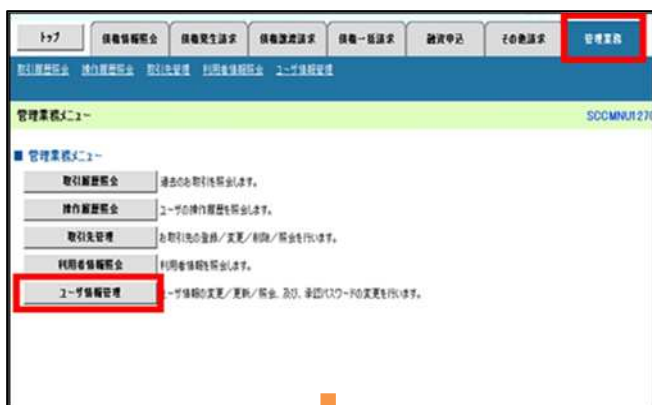 トップ 債権情報照会 債権発生請求 債権譲渡請求 債権一括請求 融資申込 その他請求 管理業務
取引履歴照会 操作履歴照会 取引先管理 利用者情報照会 ユーザ情報管理
管理業務メニュー SCCMNU1270
■ 管理業務メニュー
取引履歴照会 過去のお取引を照会します。
操作履歴照会 ユーザの操作履歴を照会します。
取引先管理 お取引先の登録／変更／削除／照会を行います。
利用者情報照会 利用者情報を照会します。
ユーザ情報管理 ユーザ情報の変更／更新／照会、及び、承認パスワードの変更を行います。